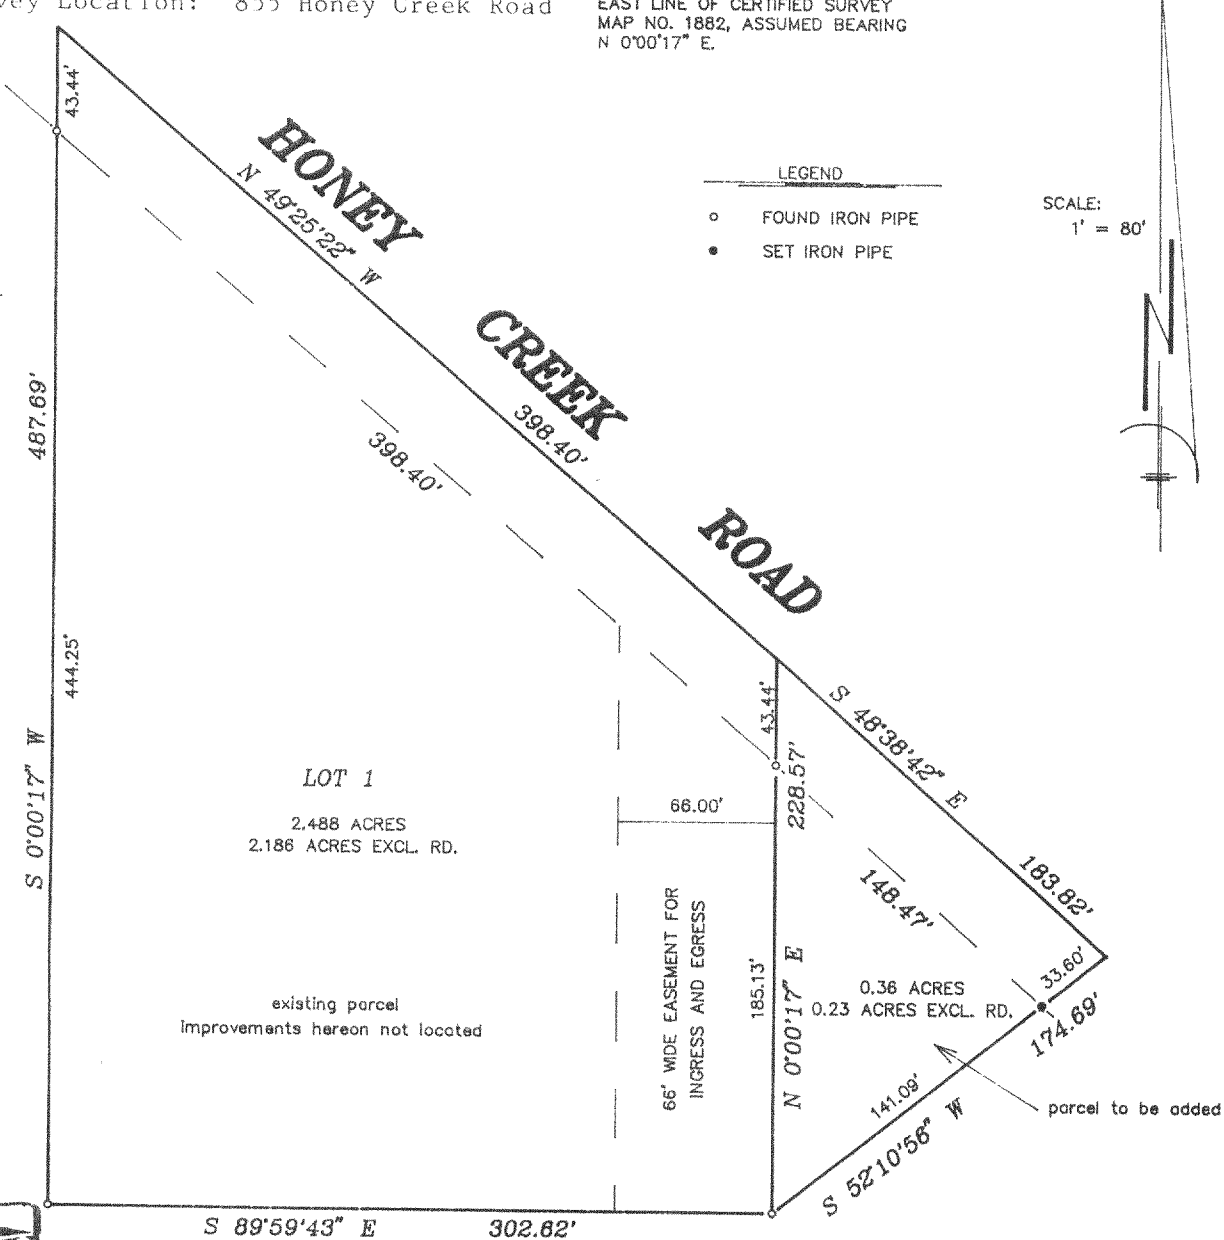 vey Location: 855 Honey Creek Road
EAST LINE OF CERTIFIED SURVEY
MAP NO. 1882, ASSUMED BEARING
N 0°00'17" E.
43.44'
HONEY
N 49°25'22" W
LEGEND
FOUND IRON PIPE
SET IRON PIPE
SCALE:
1' = 80'
N
CREEK
398.40'
398.40'
487.69'
ROAD
444.25'
S 0°00'17" W
43.44'
228.57'
S 48°38'42" E
183.82'
LOT 1
2.488 ACRES
2.186 ACRES EXCL. RD.
66.00'
148.47'
66' WIDE EASEMENT FOR
INGRESS AND EGRESS
185.13'
N 0°00'17" E
33.60'
0.36 ACRES
0.23 ACRES EXCL. RD.
174.69'
existing parcel
improvements hereon not located
141.09'
S 52°10'56" W
parcel to be added
S 89°59'43" E 302.62'